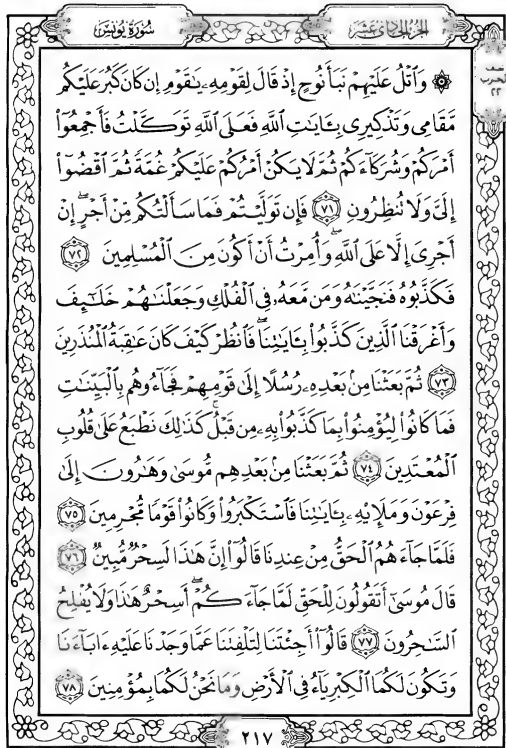 الجزء الحادي عشر
سورة يونس
نصف
الحزب
٢٢
۞ وَٱتْلُ عَلَيْهِمْ نَبَأَ نُوحٍ إِذْ قَالَ لِقَوْمِهِۦ يَٰقَوْمِ إِن كَانَ كَبُرَ عَلَيْكُم
مَّقَامِى وَتَذْكِيرِى بِـَٔايَٰتِ ٱللَّهِ فَعَلَى ٱللَّهِ تَوَكَّلْتُ فَأَجْمِعُوٓا۟
أَمْرَكُمْ وَشُرَكَآءَكُمْ ثُمَّ لَا يَكُنْ أَمْرُكُمْ عَلَيْكُمْ غُمَّةً ثُمَّ ٱقْضُوٓا۟
إِلَىَّ وَلَا تُنظِرُونِ ٧١ فَإِن تَوَلَّيْتُمْ فَمَا سَأَلْتُكُم مِّنْ أَجْرٍ ۖ إِنْ
أَجْرِىَ إِلَّا عَلَى ٱللَّهِ ۖ وَأُمِرْتُ أَنْ أَكُونَ مِنَ ٱلْمُسْلِمِينَ ٧٢
فَكَذَّبُوهُ فَنَجَّيْنَٰهُ وَمَن مَّعَهُۥ فِى ٱلْفُلْكِ وَجَعَلْنَٰهُمْ خَلَٰٓئِفَ
وَأَغْرَقْنَا ٱلَّذِينَ كَذَّبُوا۟ بِـَٔايَٰتِنَا ۖ فَٱنظُرْ كَيْفَ كَانَ عَٰقِبَةُ ٱلْمُنذَرِينَ
٧٣ ثُمَّ بَعَثْنَا مِنۢ بَعْدِهِۦ رُسُلًا إِلَىٰ قَوْمِهِمْ فَجَآءُوهُم بِٱلْبَيِّنَٰتِ
فَمَا كَانُوا۟ لِيُؤْمِنُوا۟ بِمَا كَذَّبُوا۟ بِهِۦ مِن قَبْلُ ۚ كَذَٰلِكَ نَطْبَعُ عَلَىٰ قُلُوبِ
ٱلْمُعْتَدِينَ ٧٤ ثُمَّ بَعَثْنَا مِنۢ بَعْدِهِم مُّوسَىٰ وَهَٰرُونَ إِلَىٰ
فِرْعَوْنَ وَمَلَإِيْهِۦ بِـَٔايَٰتِنَا فَٱسْتَكْبَرُوا۟ وَكَانُوا۟ قَوْمًا مُّجْرِمِينَ ٧٥
فَلَمَّا جَآءَهُمُ ٱلْحَقُّ مِنْ عِندِنَا قَالُوٓا۟ إِنَّ هَٰذَا لَسِحْرٌ مُّبِينٌ ٧٦
قَالَ مُوسَىٰٓ أَتَقُولُونَ لِلْحَقِّ لَمَّا جَآءَكُمْ ۖ أَسِحْرٌ هَٰذَا وَلَا يُفْلِحُ
ٱلسَّٰحِرُونَ ٧٧ قَالُوٓا۟ أَجِئْتَنَا لِتَلْفِتَنَا عَمَّا وَجَدْنَا عَلَيْهِ ءَابَآءَنَا
وَتَكُونَ لَكُمَا ٱلْكِبْرِيَآءُ فِى ٱلْأَرْضِ وَمَا نَحْنُ لَكُمَا بِمُؤْمِنِينَ ٧٨
٢١٧